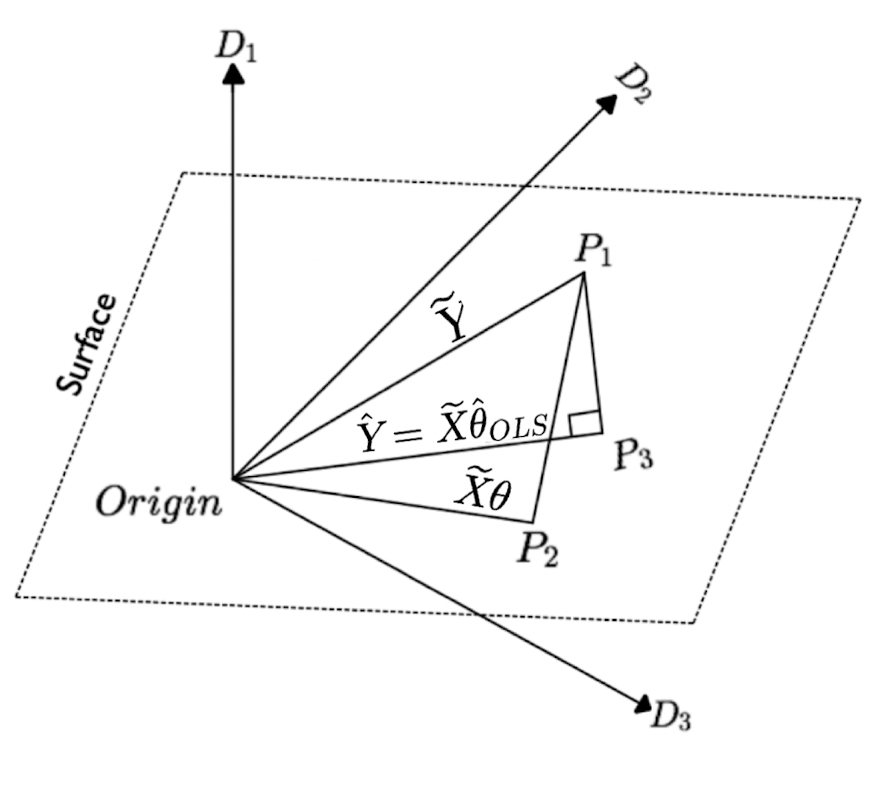 D₁
D₂
P₁
Surface
Ỹ
Ŷ = X̃θ̂_OLS
P₃
X̃θ
Origin
P₂
D₃